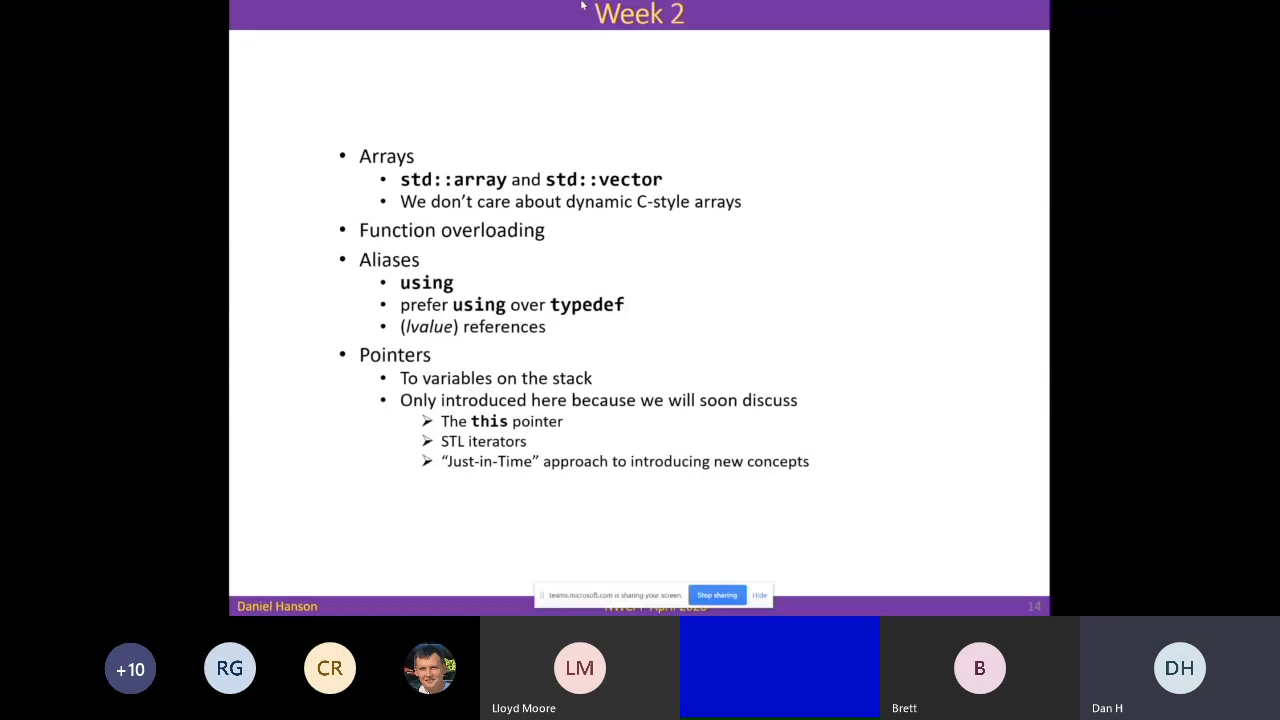 Week 2
• Arrays
• std::array and std::vector
• We don't care about dynamic C-style arrays
• Function overloading
• Aliases
• using
• prefer using over typedef
• (lvalue) references
• Pointers
• To variables on the stack
• Only introduced here because we will soon discuss
➢ The this pointer
➢ STL iterators
➢ “Just-in-Time” approach to introducing new concepts
teams.microsoft.com is sharing your screen. Stop sharing Hide
Daniel Hanson 14
+10 RG CR LM B DH
Lloyd Moore Brett Dan H